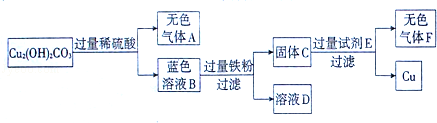 Cu₂(OH)₂CO₃
过量稀硫酸
无色
气体A
蓝色
溶液B
过量铁粉
过滤
固体C
溶液D
过量试剂E
过滤
无色
气体F
Cu